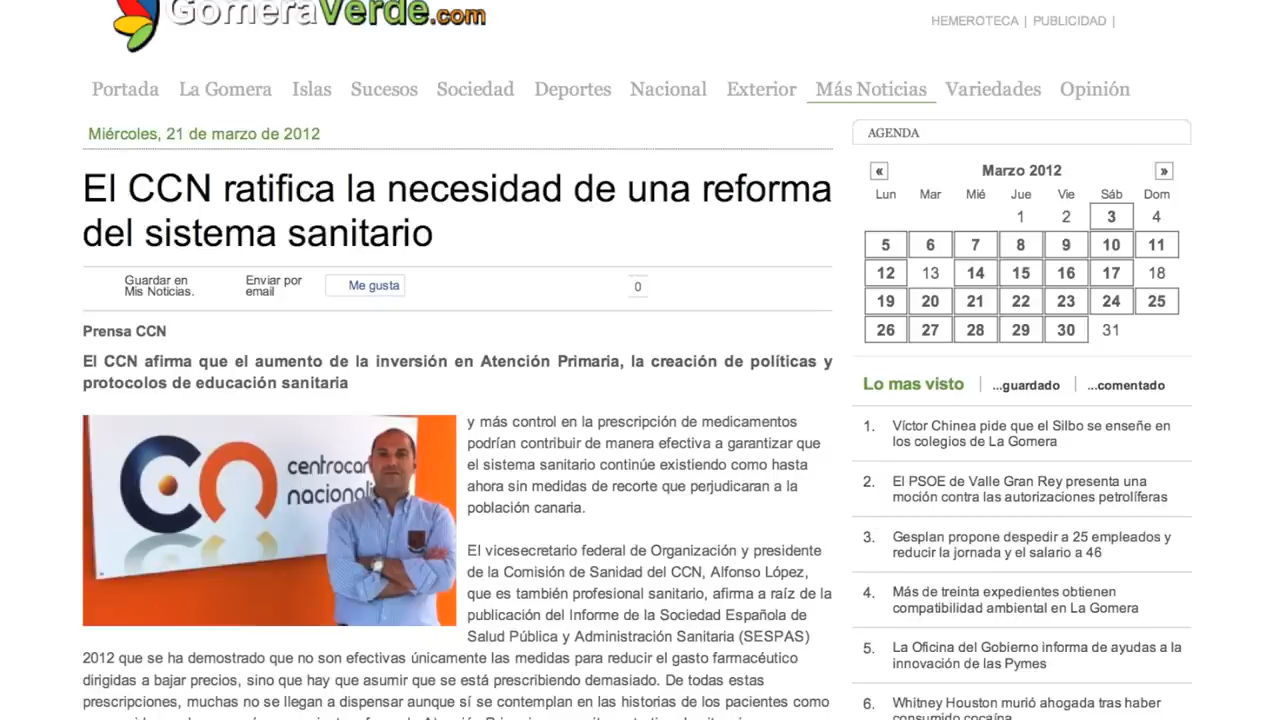 GomeraVerde.com
HEMEROTECA | PUBLICIDAD |
Portada La Gomera Islas Sucesos Sociedad Deportes Nacional Exterior Más Noticias Variedades Opinión
Miércoles, 21 de marzo de 2012
El CCN ratifica la necesidad de una reforma
del sistema sanitario
Guardar en
Mis Noticias.
Enviar por
email
Me gusta
0
Prensa CCN
El CCN afirma que el aumento de la inversión en Atención Primaria, la creación de políticas y
protocolos de educación sanitaria
centrocan
nacionali
y más control en la prescripción de medicamentos
podrían contribuir de manera efectiva a garantizar que
el sistema sanitario continúe existiendo como hasta
ahora sin medidas de recorte que perjudicaran a la
población canaria.
El vicesecretario federal de Organización y presidente
de la Comisión de Sanidad del CCN, Alfonso López,
que es también profesional sanitario, afirma a raíz de la
publicación del Informe de la Sociedad Española de
Salud Pública y Administración Sanitaria (SESPAS)
2012 que se ha demostrado que no son efectivas únicamente las medidas para reducir el gasto farmacéutico
dirigidas a bajar precios, sino que hay que asumir que se está prescribiendo demasiado. De todas estas
prescripciones, muchas no se llegan a dispensar aunque sí se contemplan en las historias de los pacientes como
AGENDA
« Marzo 2012 »
Lun Mar Mié Jue Vie Sáb Dom
1 2 3 4
5 6 7 8 9 10 11
12 13 14 15 16 17 18
19 20 21 22 23 24 25
26 27 28 29 30 31
Lo mas visto | ...guardado | ...comentado
1. Víctor Chinea pide que el Silbo se enseñe en
los colegios de La Gomera
2. El PSOE de Valle Gran Rey presenta una
moción contra las autorizaciones petrolíferas
3. Gesplan propone despedir a 25 empleados y
reducir la jornada y el salario a 46
4. Más de treinta expedientes obtienen
compatibilidad ambiental en La Gomera
5. La Oficina del Gobierno informa de ayudas a la
innovación de las Pymes
6. Whitney Houston murió ahogada tras haber
consumido cocaína